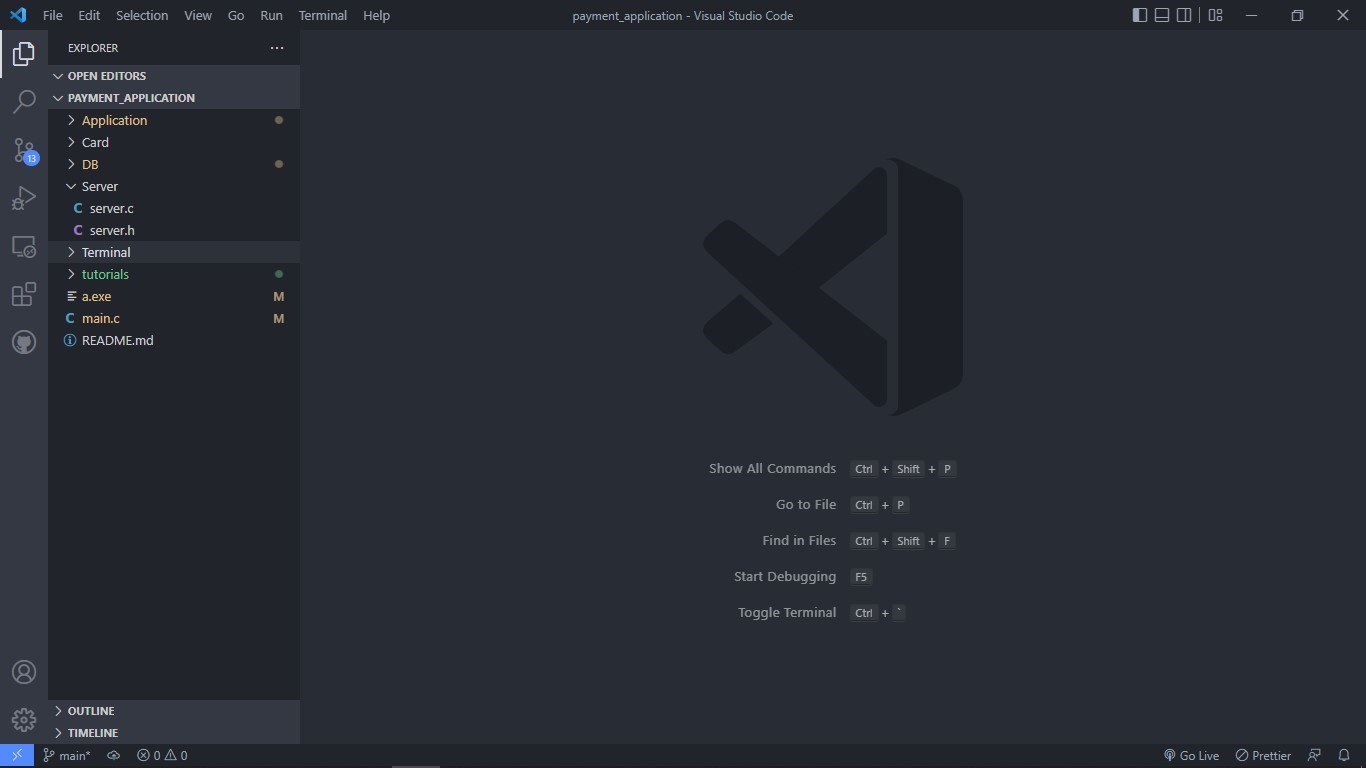 File Edit Selection View Go Run Terminal Help payment_application - Visual Studio Code
EXPLORER
OPEN EDITORS
PAYMENT_APPLICATION
Application
Card
DB
Server
13
C server.c
C server.h
Terminal
tutorials
a.exe M
C main.c M
README.md
Show All Commands Ctrl + Shift + P
Go to File Ctrl + P
Find in Files Ctrl + Shift + F
Start Debugging F5
Toggle Terminal Ctrl + `
OUTLINE
TIMELINE
main* 0 0 Go Live Prettier